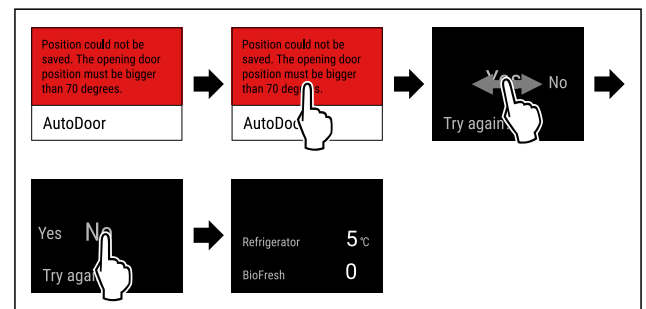 Position could not be
saved. The opening door
position must be bigger
than 70 degrees.
AutoDoor
Position could not be
saved. The opening door
position must be bigger
than 70
Yes No
Try again
Yes No
Try
Refrigerator 5 °C
BioFresh 0